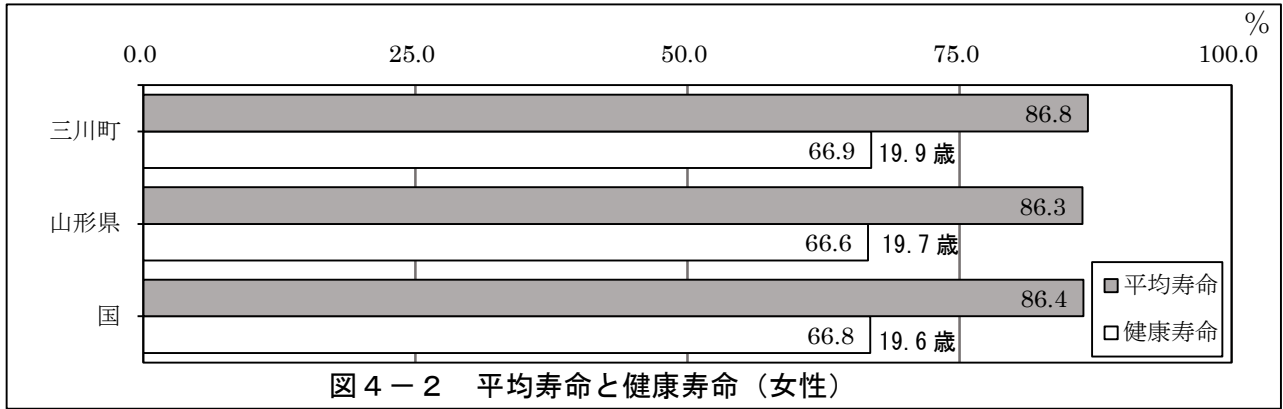 %
0.0 25.0 50.0 75.0 100.0
三川町 86.8
66.9 19.9歳
山形県 86.3
66.6 19.7歳
国 86.4
66.8 19.6歳
■平均寿命
□健康寿命
図4-2 平均寿命と健康寿命(女性)